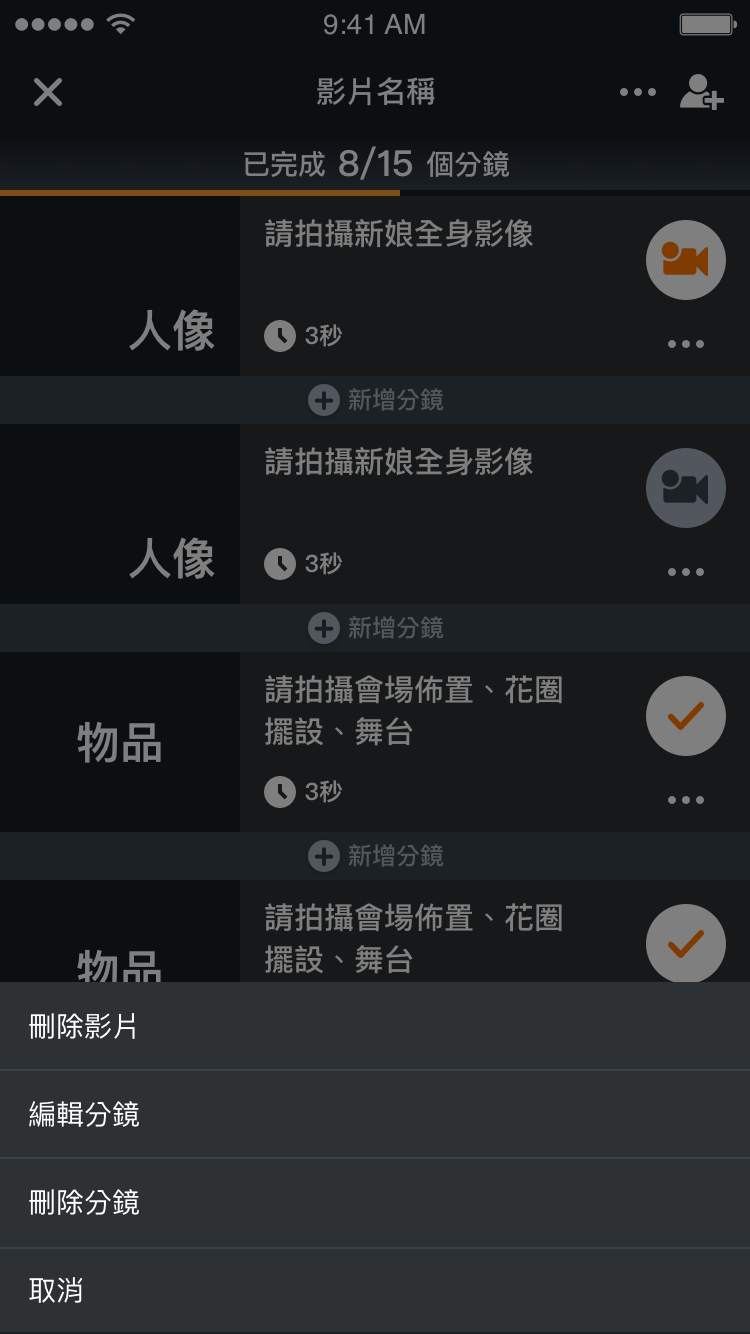 9:41 AM
影片名稱
已完成 8/15 個分鏡
請拍攝新娘全身影像
人像
3秒
新增分鏡
請拍攝新娘全身影像
人像
3秒
新增分鏡
請拍攝會場佈置、花圈
擺設、舞台
物品
3秒
新增分鏡
請拍攝會場佈置、花圈
擺設、舞台
物品
刪除影片
編輯分鏡
刪除分鏡
取消